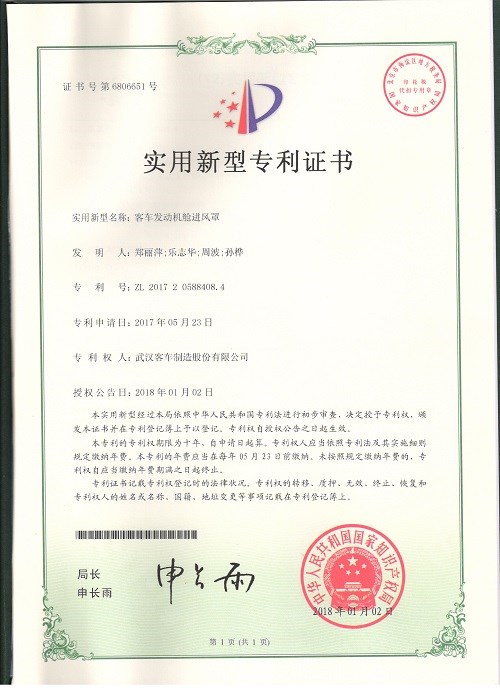 证书号第6806651号
实用新型专利证书
实用新型名称：客车发动机舱进风罩
发 明 人：郑丽萍;乐志华;周波;孙桦
专 利 号：ZL 2017 2 0588408.4
专利申请日：2017年05月23日
专 利 权 人：武汉客车制造股份有限公司
授权公告日：2018年01月02日
本实用新型经过本局依照中华人民共和国专利法进行初步审查，决定授予专利权，颁
发本证书并在专利登记簿上予以登记。专利权自授权公告之日起生效。
本专利的专利权期限为十年，自申请日起算。专利权人应当依照专利法及其实施细则
规定缴纳年费。本专利的年费应当在每年05月23日前缴纳。未按照规定缴纳年费的，专利
权自应当缴纳年费期满之日起终止。
专利证书记载专利权登记时的法律状况。专利权的转移、质押、无效、终止、恢复和
专利权人的姓名或名称、国籍、地址变更等事项记载在专利登记簿上。
局长
申长雨
申长雨
中华人民共和国国家知识产权局
2018年01月02日
第1页(共1页)